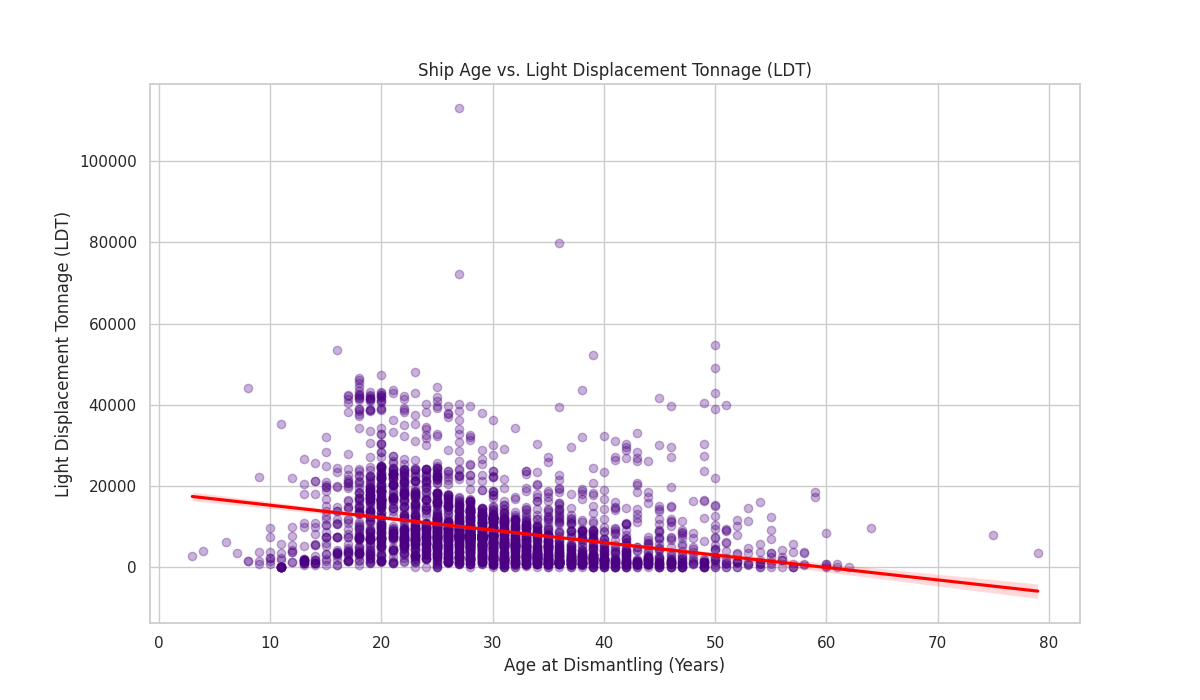 Ship Age vs. Light Displacement Tonnage (LDT)
Light Displacement Tonnage (LDT)
100000
80000
60000
40000
20000
0
0 10 20 30 40 50 60 70 80
Age at Dismantling (Years)